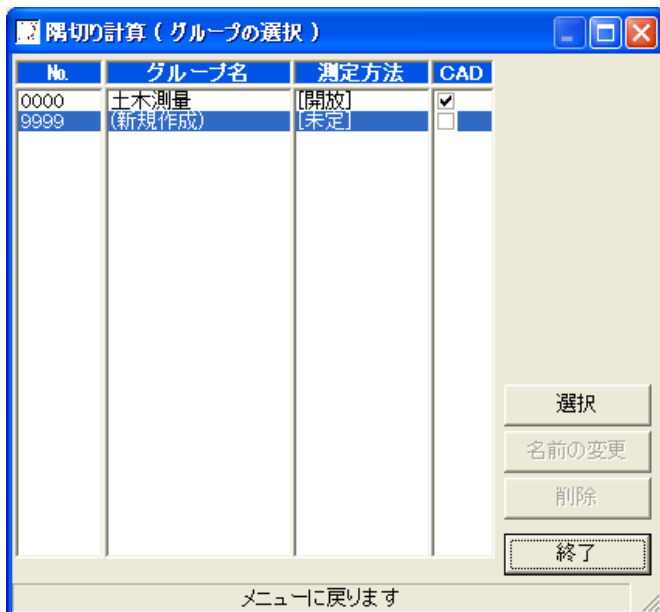 隅切り計算 ( グループの選択 )
No. グループ名 測定方法 CAD
0000 土木測量 [開放]
9999 (新規作成) [未定]
選択
名前の変更
削除
終了
メニューに戻ります